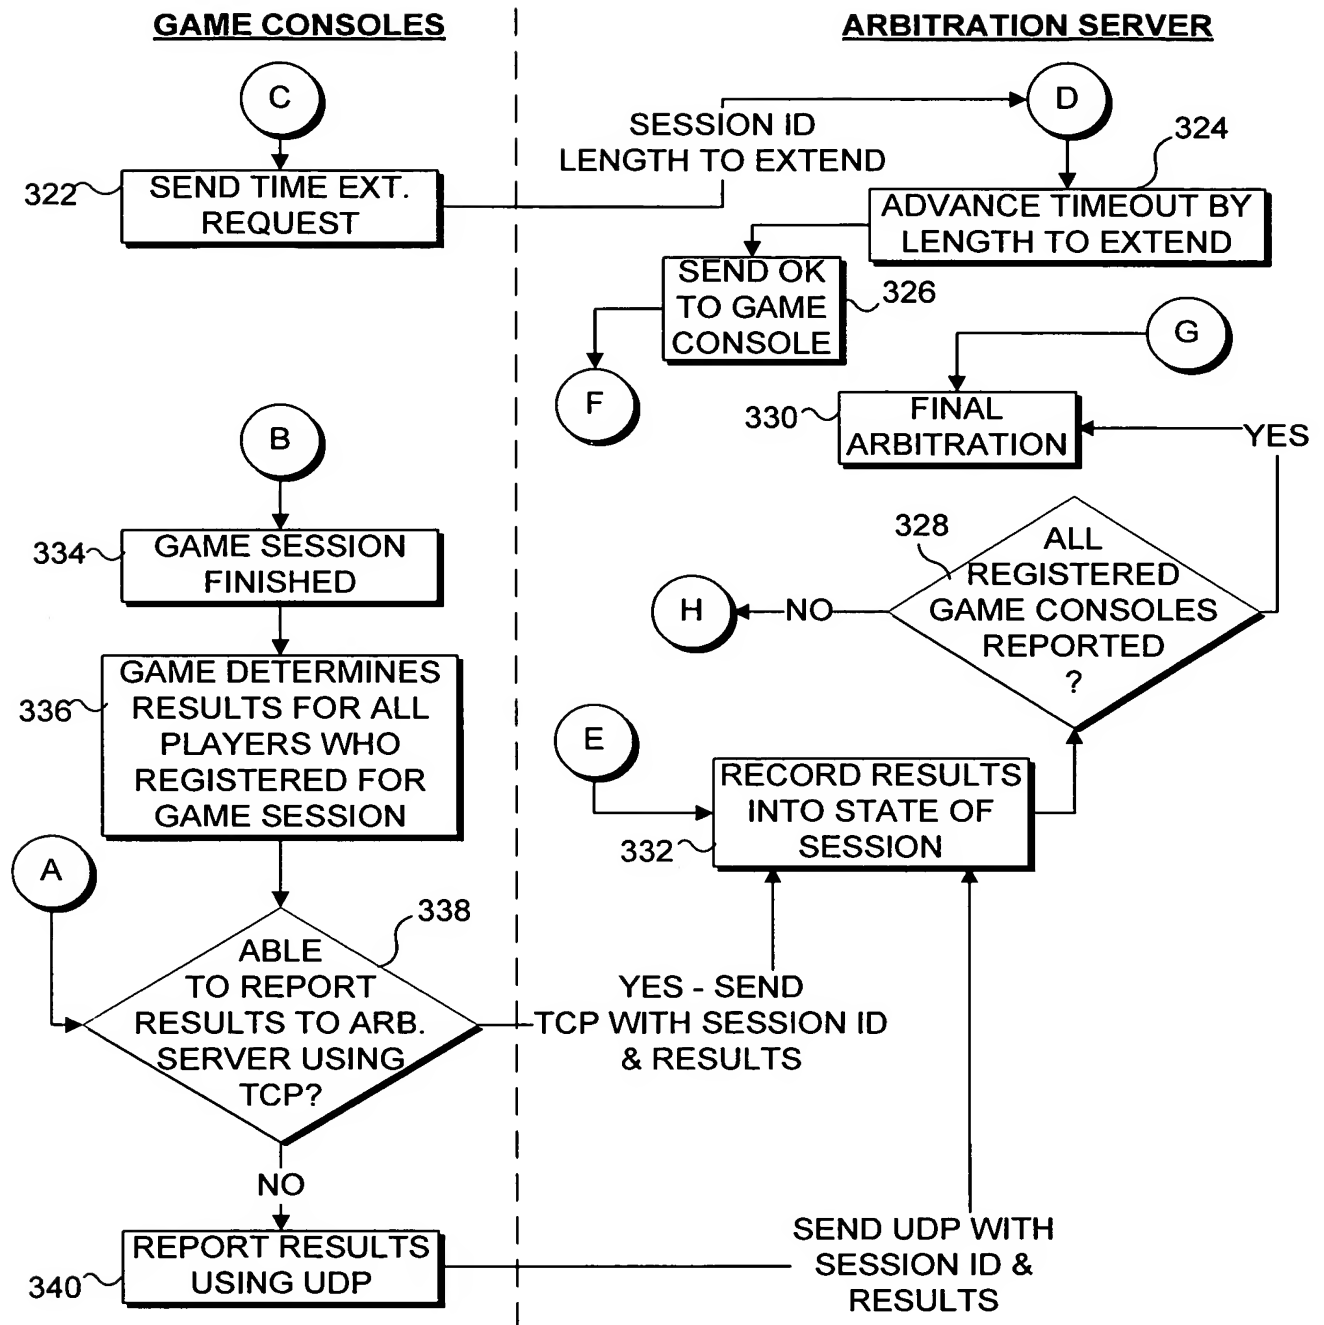 GAME CONSOLES
ARBITRATION SERVER
C
D
SESSION ID
LENGTH TO EXTEND
324
322
SEND TIME EXT.
REQUEST
ADVANCE TIMEOUT BY
LENGTH TO EXTEND
SEND OK
TO GAME
CONSOLE
326
G
F
330
FINAL
ARBITRATION
YES
B
328
ALL
REGISTERED
GAME CONSOLES
REPORTED
?
334
GAME SESSION
FINISHED
H
NO
336
GAME DETERMINES
RESULTS FOR ALL
PLAYERS WHO
REGISTERED FOR
GAME SESSION
E
RECORD RESULTS
INTO STATE OF
SESSION
332
A
338
ABLE
TO REPORT
RESULTS TO ARB.
SERVER USING
TCP?
YES - SEND
TCP WITH SESSION ID
& RESULTS
NO
340
REPORT RESULTS
USING UDP
SEND UDP WITH
SESSION ID &
RESULTS